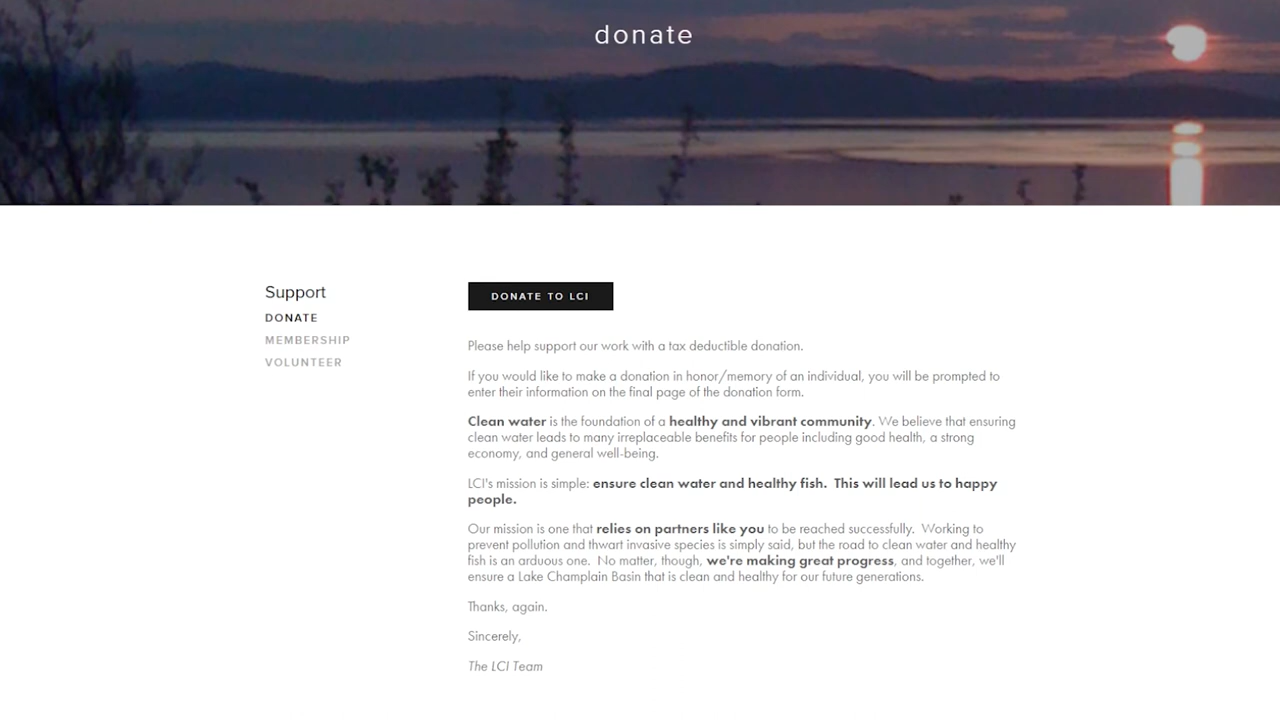 donate
Support
DONATE
MEMBERSHIP
VOLUNTEER
DONATE TO LCI
Please help support our work with a tax deductible donation.
If you would like to make a donation in honor/memory of an individual, you will be prompted to
enter their information on the final page of the donation form.
Clean water is the foundation of a healthy and vibrant community. We believe that ensuring
clean water leads to many irreplaceable benefits for people including good health, a strong
economy, and general well-being.
LCI's mission is simple: ensure clean water and healthy fish.  This will lead us to happy
people.
Our mission is one that relies on partners like you to be reached successfully.  Working to
prevent pollution and thwart invasive species is simply said, but the road to clean water and healthy
fish is an arduous one.  No matter, though, we're making great progress, and together, we'll
ensure a Lake Champlain Basin that is clean and healthy for our future generations.
Thanks, again.
Sincerely,
The LCI Team